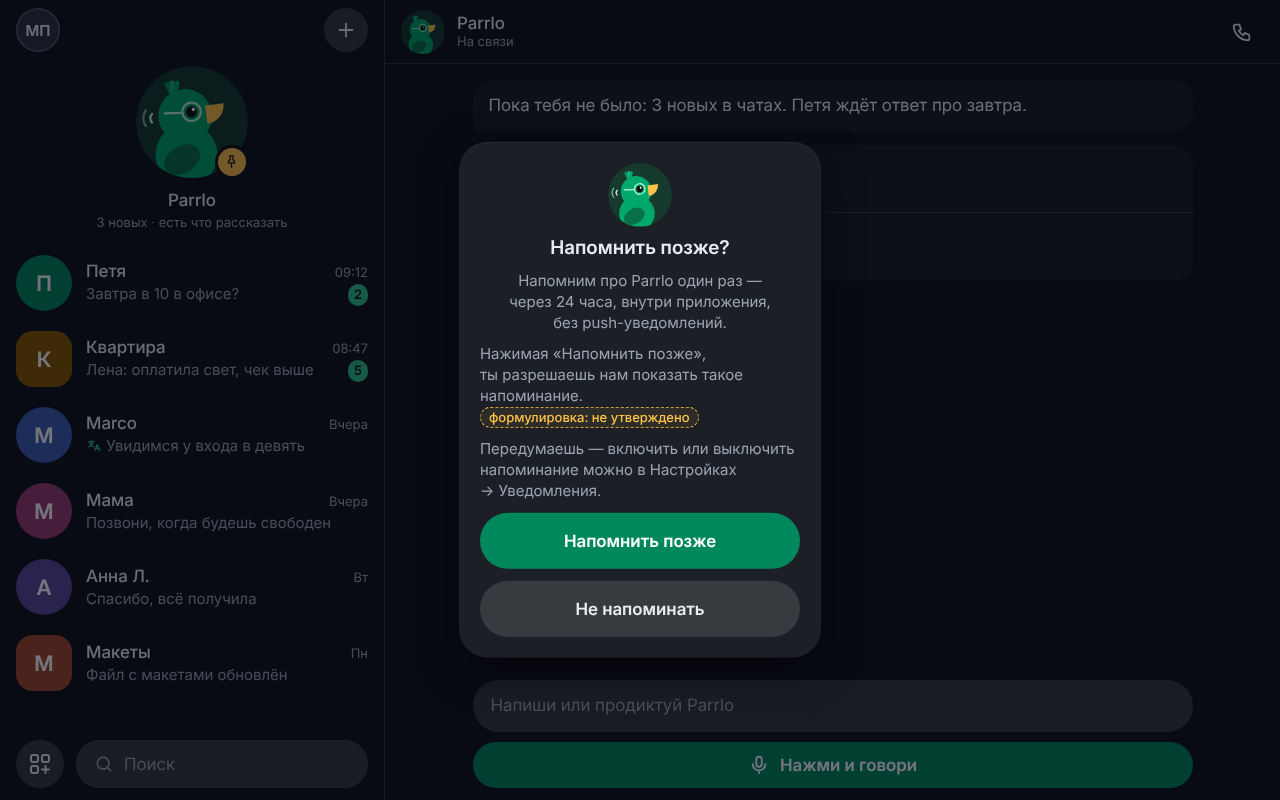 МП
Parrlo
3 новых · есть что рассказать
Петя
09:12
Завтра в 10 в офисе?
2
П
Квартира
08:47
Лена: оплатила свет, чек выше
5
К
Marco
Вчера
Увидимся у входа в девять
M
Мама
Вчера
Позвони, когда будешь свободен
М
Анна Л.
Вт
Спасибо, всё получила
А
Макеты
Пн
Файл с макетами обновлён
М
Поиск
Parrlo
На связи
Пока тебя не было: 3 новых в чатах. Петя ждёт ответ про завтра.
Напомнить позже?
Напомним про Parrlo один раз —
через 24 часа, внутри приложения,
без push-уведомлений.
Нажимая «Напомнить позже»,
ты разрешаешь нам показать такое
напоминание.
формулировка: не утверждено
Передумаешь — включить или выключить
напоминание можно в Настройках
→ Уведомления.
Напомнить позже
Не напоминать
Напиши или продиктуй Parrlo
Нажми и говори